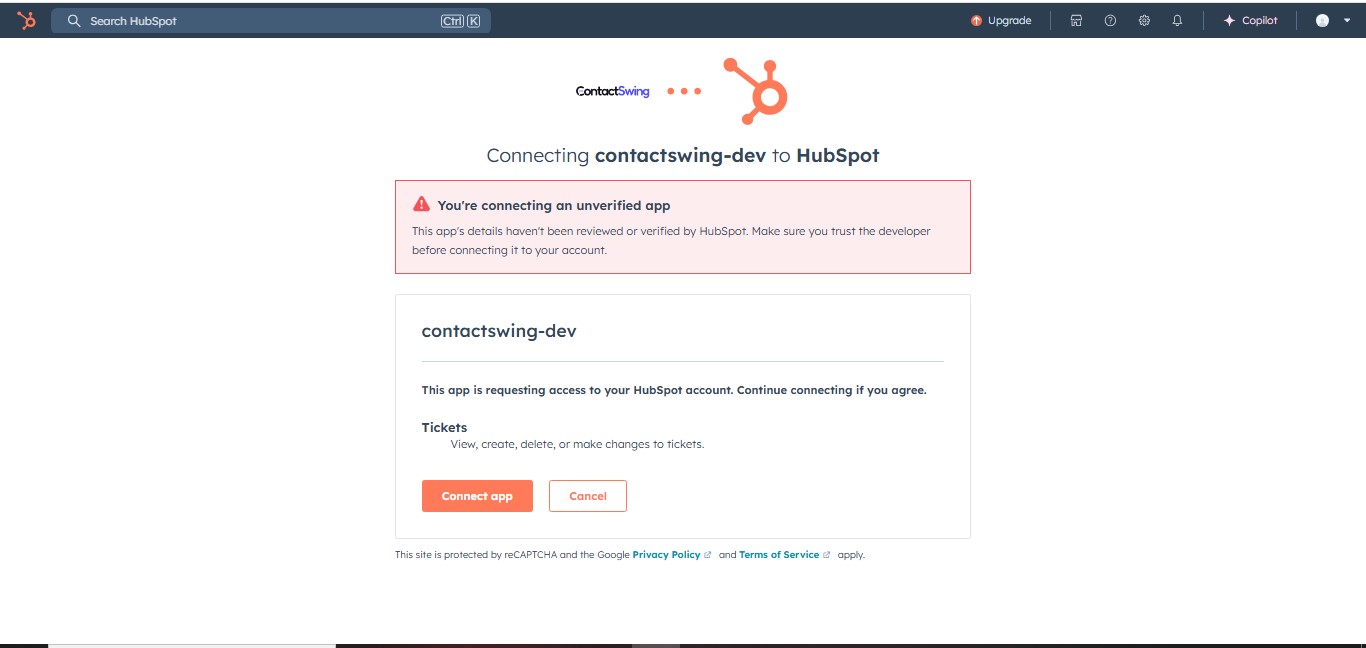 Search HubSpot Ctrl K Upgrade Copilot
ContactSwing
Connecting contactswing-dev to HubSpot
You're connecting an unverified app
This app's details haven't been reviewed or verified by HubSpot. Make sure you trust the developer
before connecting it to your account.
contactswing-dev
This app is requesting access to your HubSpot account. Continue connecting if you agree.
Tickets
View, create, delete, or make changes to tickets.
Connect app Cancel
This site is protected by reCAPTCHA and the Google Privacy Policy and Terms of Service apply.